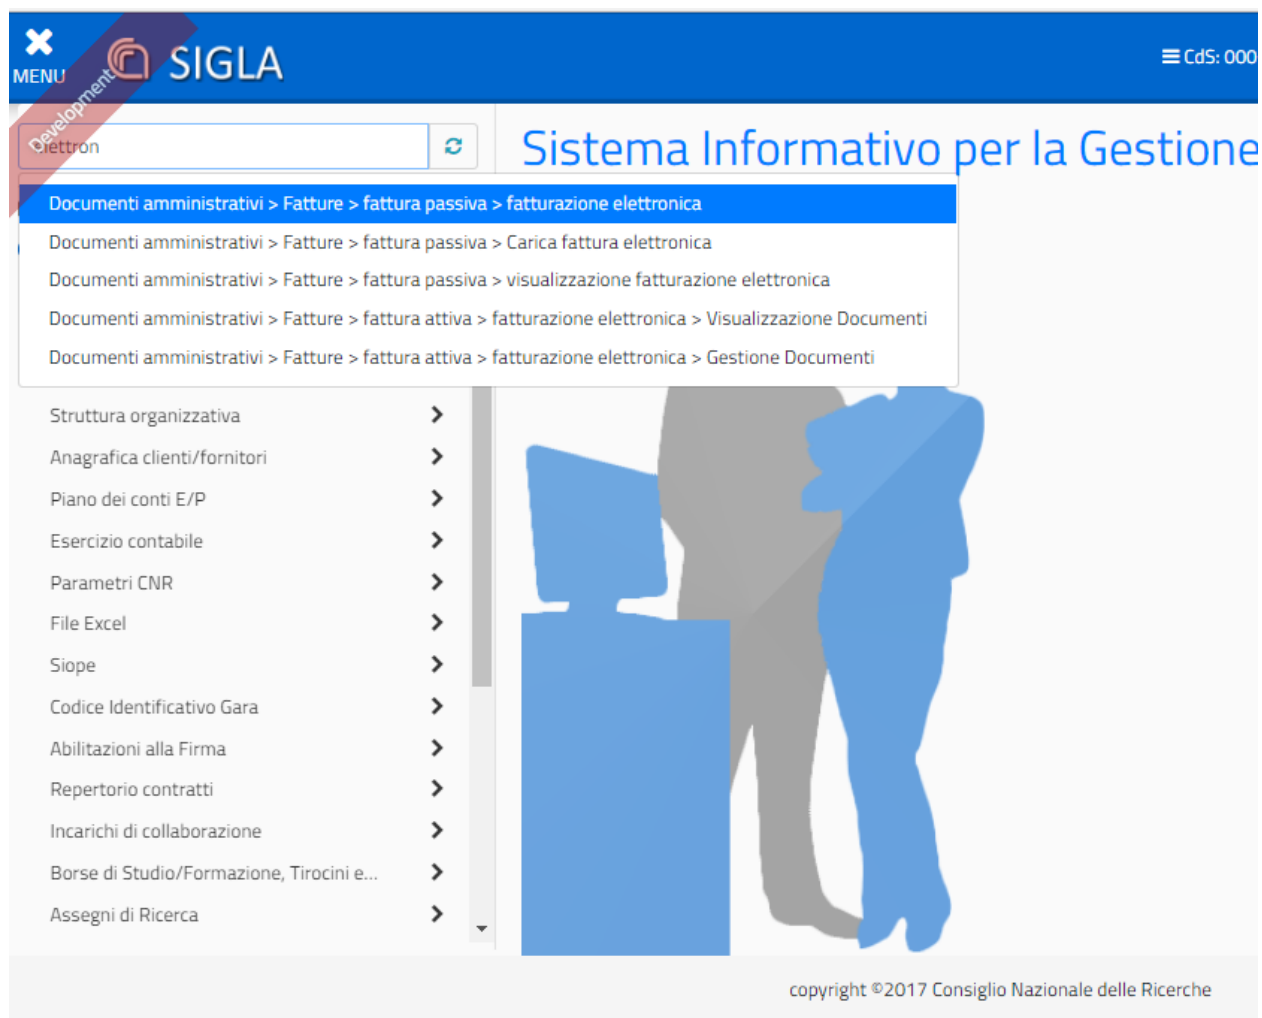 MENU
SIGLA
CdS: 000
Development
elettron
Sistema Informativo per la Gestione
Documenti amministrativi > Fatture > fattura passiva > fatturazione elettronica
Documenti amministrativi > Fatture > fattura passiva > Carica fattura elettronica
Documenti amministrativi > Fatture > fattura passiva > visualizzazione fatturazione elettronica
Documenti amministrativi > Fatture > fattura attiva > fatturazione elettronica > Visualizzazione Documenti
Documenti amministrativi > Fatture > fattura attiva > fatturazione elettronica > Gestione Documenti
Struttura organizzativa
Anagrafica clienti/fornitori
Piano dei conti E/P
Esercizio contabile
Parametri CNR
File Excel
Siope
Codice Identificativo Gara
Abilitazioni alla Firma
Repertorio contratti
Incarichi di collaborazione
Borse di Studio/Formazione, Tirocini e...
Assegni di Ricerca
copyright ©2017 Consiglio Nazionale delle Ricerche